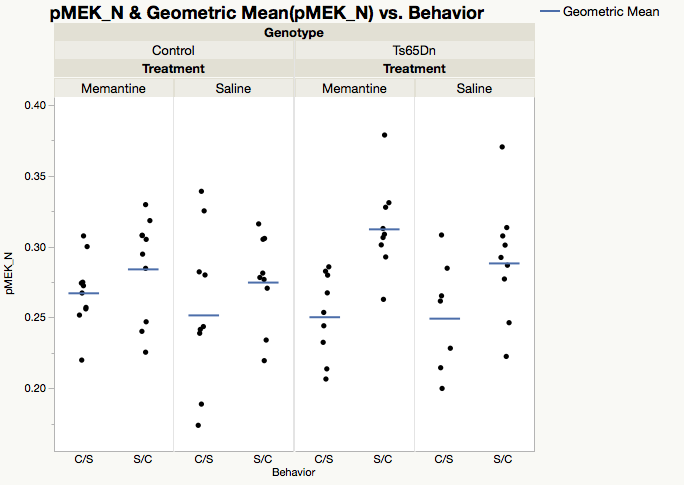 pMEK_N & Geometric Mean(pMEK_N) vs. Behavior
Geometric Mean
Genotype
Control Ts65Dn
Treatment Treatment
Memantine Saline Memantine Saline
0.40
0.35
0.30
0.25
0.20
pMEK_N
C/S S/C C/S S/C C/S S/C C/S S/C
Behavior